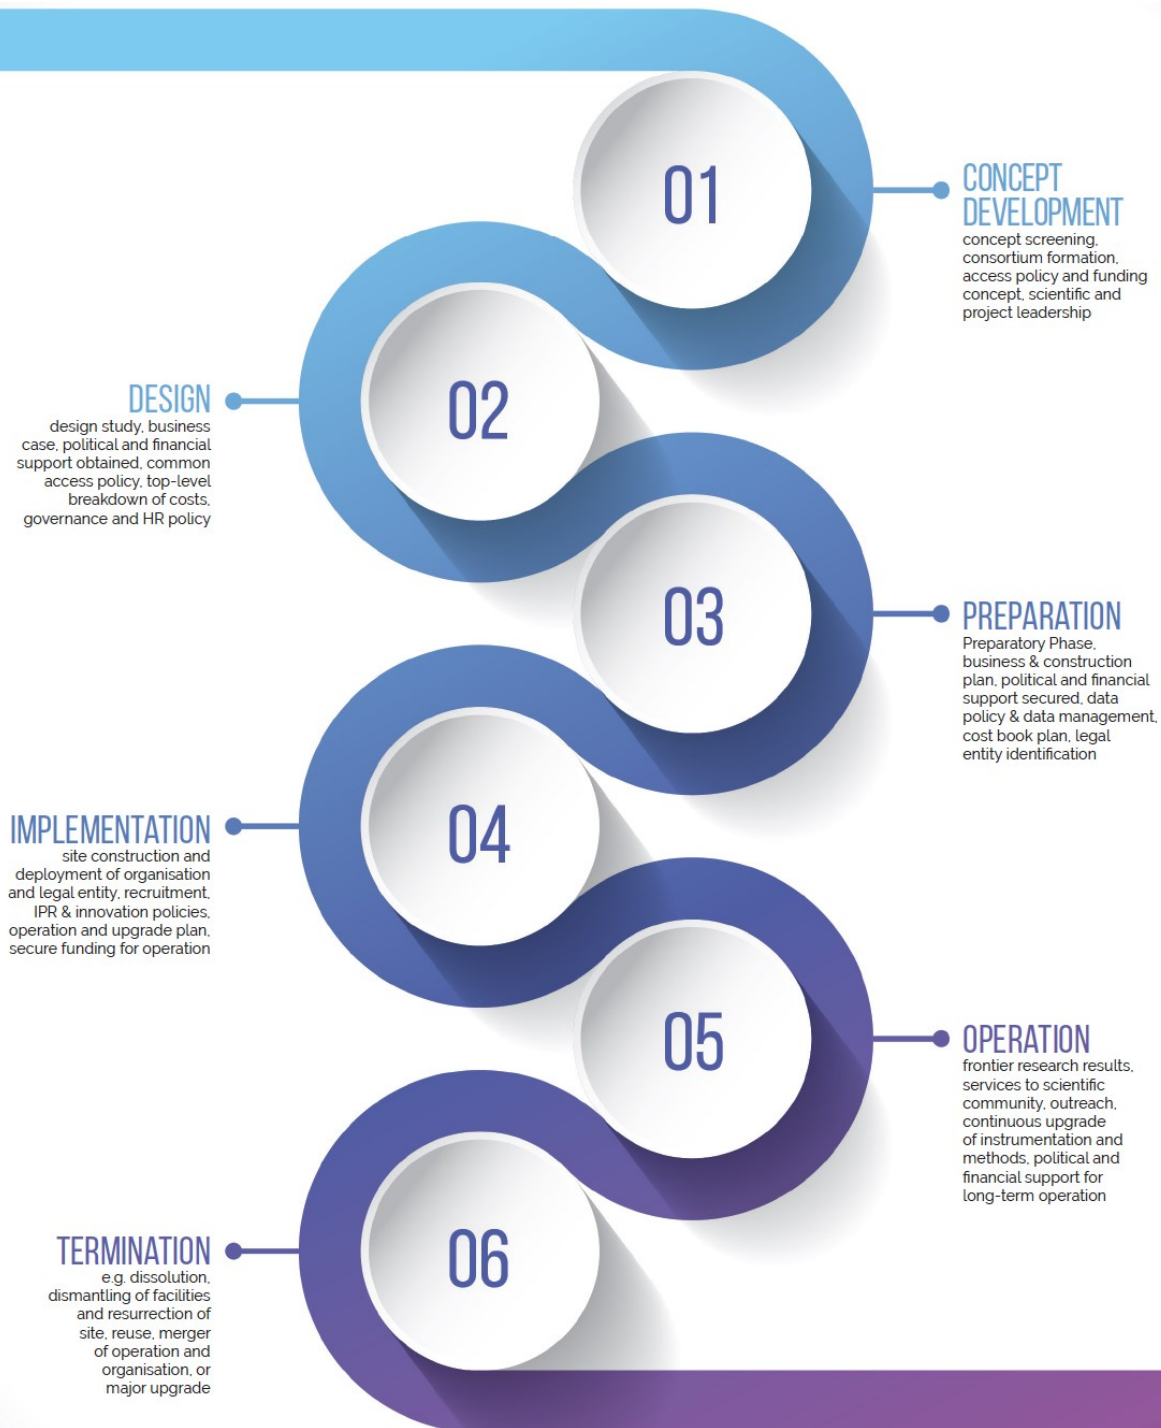 01
CONCEPT
DEVELOPMENT
concept screening,
consortium formation,
access policy and funding
concept, scientific and
project leadership
02
DESIGN
design study, business
case, political and financial
support obtained, common
access policy, top-level
breakdown of costs,
governance and HR policy
03
PREPARATION
Preparatory Phase,
business & construction
plan, political and financial
support secured, data
policy & data management,
cost book plan, legal
entity identification
04
IMPLEMENTATION
site construction and
deployment of organisation
and legal entity, recruitment,
IPR & innovation policies,
operation and upgrade plan,
secure funding for operation
05
OPERATION
frontier research results,
services to scientific
community, outreach,
continuous upgrade
of instrumentation and
methods, political and
financial support for
long-term operation
06
TERMINATION
e.g. dissolution,
dismantling of facilities
and resurrection of
site, reuse, merger
of operation and
organisation, or
major upgrade